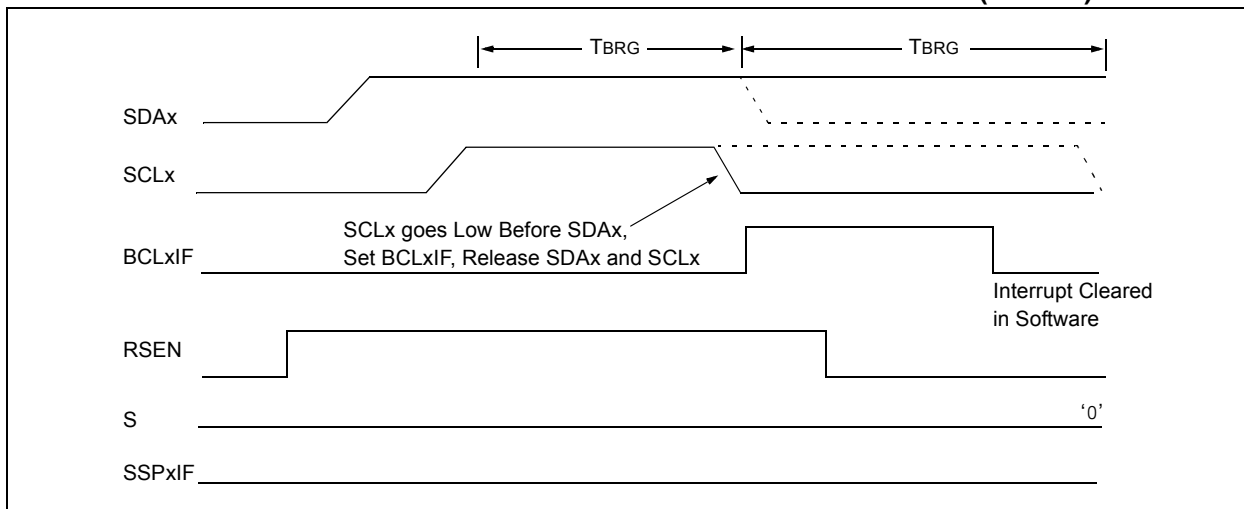 TBRG
TBRG
SDAx
SCLx
SCLx goes Low Before SDAx,
Set BCLxIF, Release SDAx and SCLx
BCLxIF
Interrupt Cleared
in Software
RSEN
S
‘0’
SSPxIF